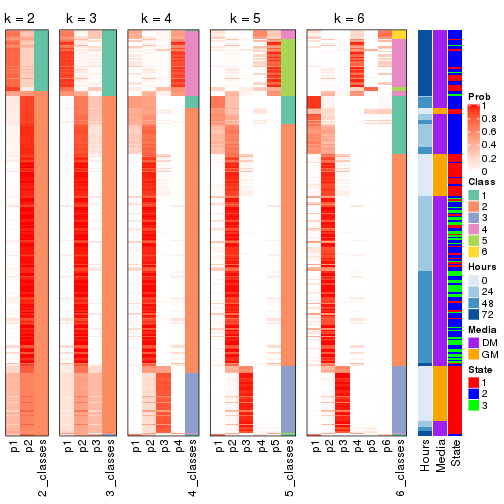 k = 2
k = 3
k = 4
k = 5
k = 6
p1
p2
2_classes
p1
p2
p3
3_classes
p1
p2
p3
p4
4_classes
p1
p2
p3
p4
p5
5_classes
p1
p2
p3
p4
p5
p6
6_classes
Hours
Media
State
Prob
1
0.8
0.6
0.4
0.2
0
Class
1
2
3
4
5
6
Hours
0
24
48
72
Media
DM
GM
State
1
2
3